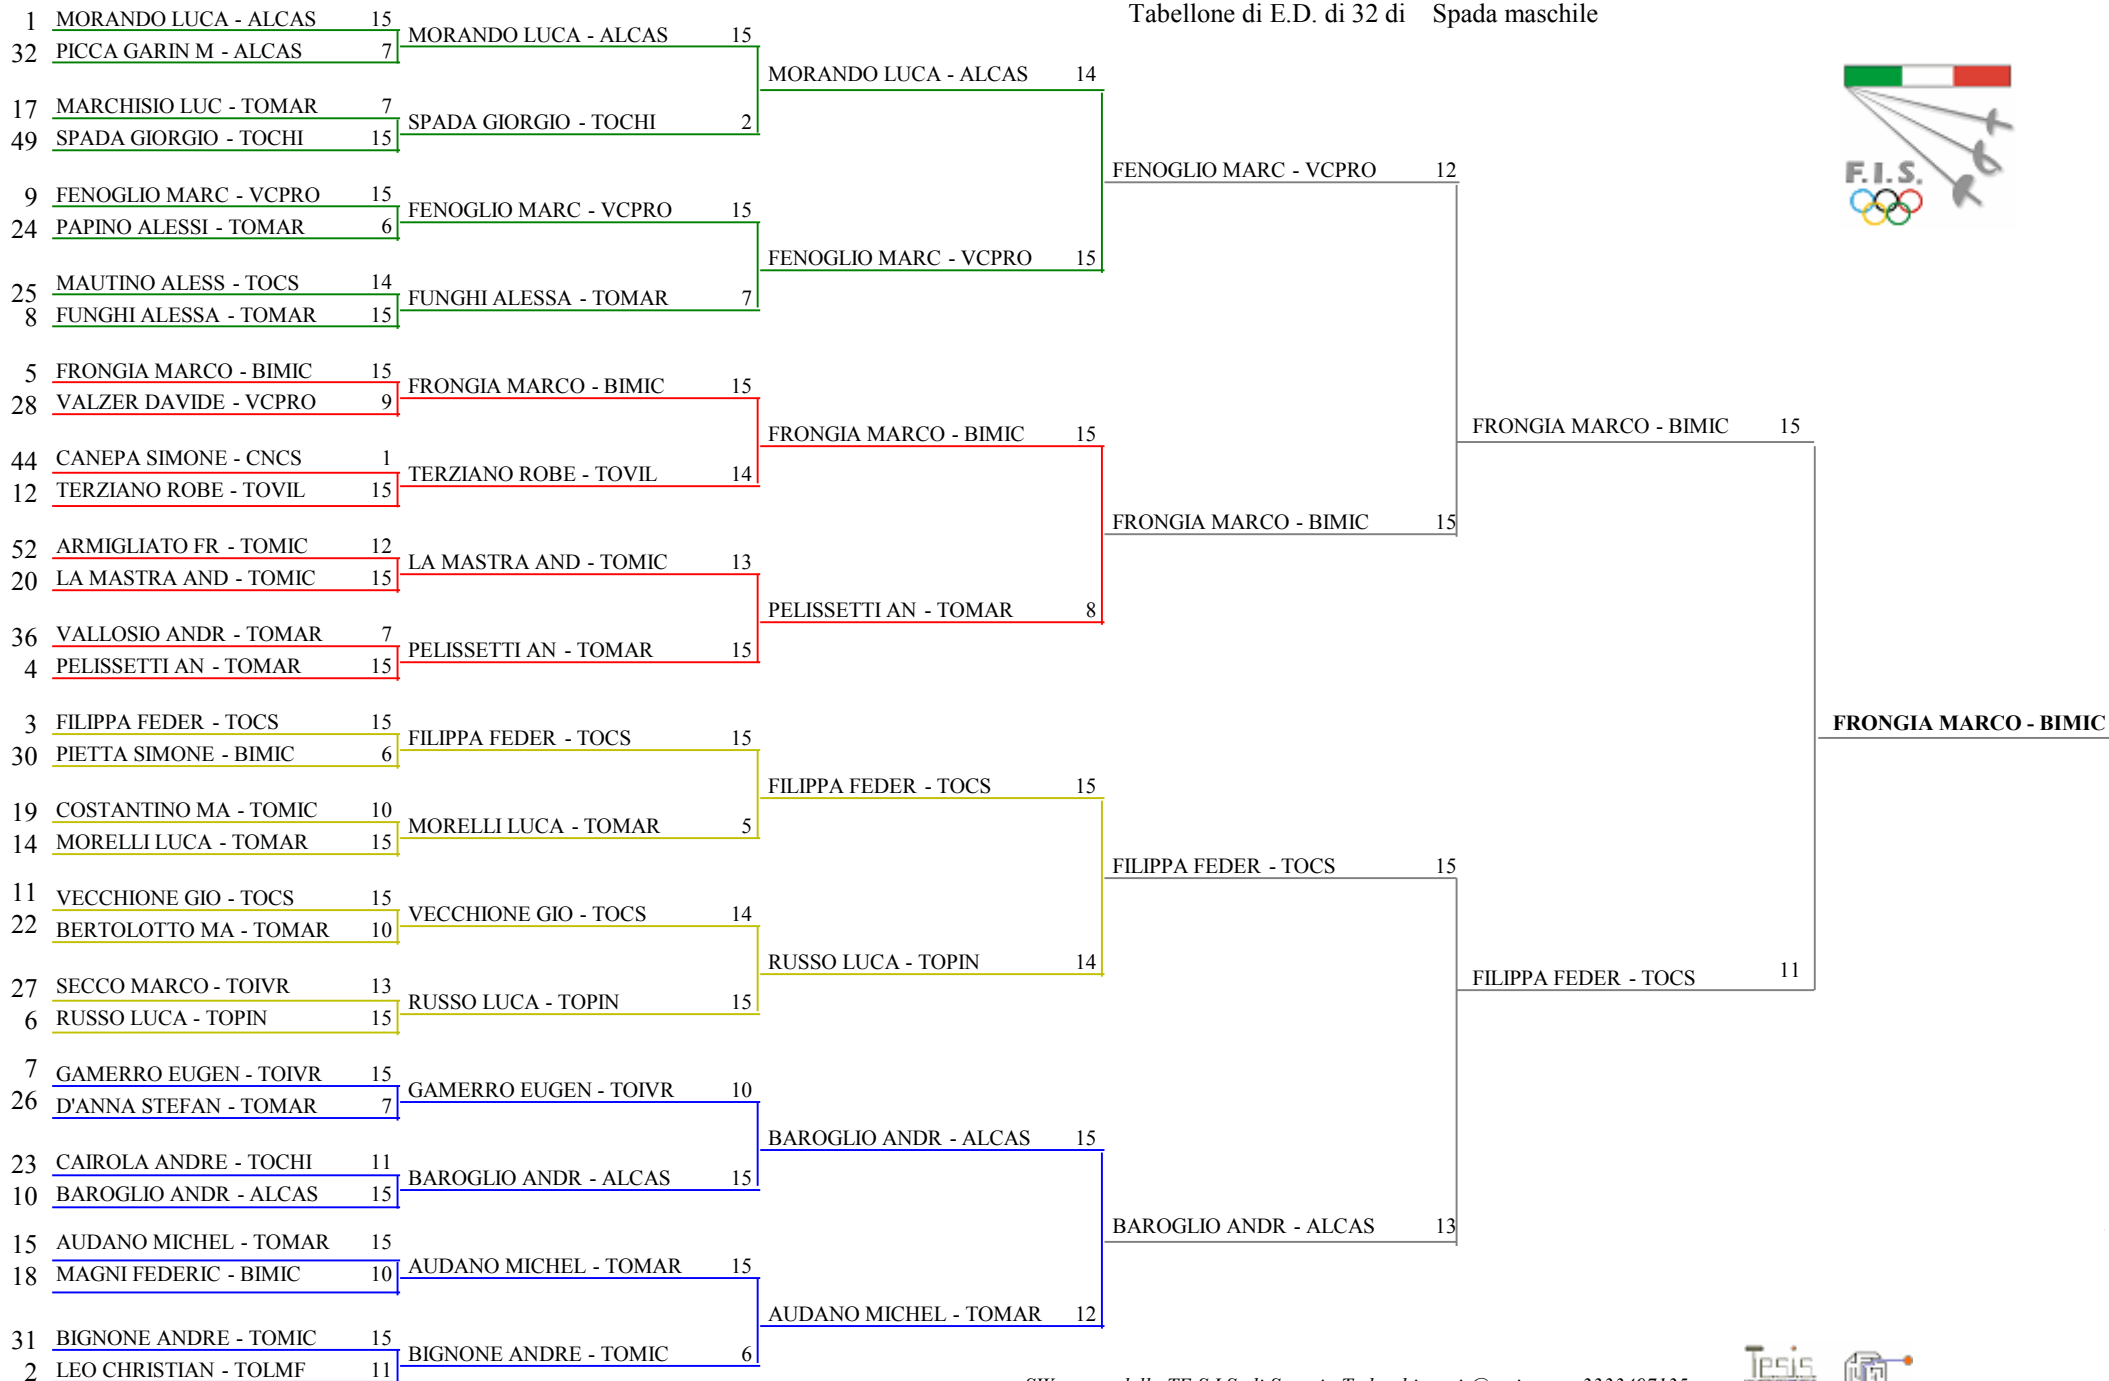 Tabellone di E.D. di 32 di Spada maschile
F.I.S.
1 MORANDO LUCA - ALCAS 15
32 PICCA GARIN M - ALCAS 7
17 MARCHISIO LUC - TOMAR 7
49 SPADA GIORGIO - TOCHI 15
9 FENOGLIO MARC - VCPRO 15
24 PAPINO ALESSI - TOMAR 6
25 MAUTINO ALESS - TOCS 14
8 FUNGHI ALESSA - TOMAR 15
5 FRONGIA MARCO - BIMIC 15
28 VALZER DAVIDE - VCPRO 9
44 CANEPA SIMONE - CNCS 1
12 TERZIANO ROBE - TOVIL 15
52 ARMIGLIATO FR - TOMIC 12
20 LA MASTRA AND - TOMIC 15
36 VALLOSIO ANDR - TOMAR 7
4 PELISSETTI AN - TOMAR 15
3 FILIPPA FEDER - TOCS 15
30 PIETTA SIMONE - BIMIC 6
19 COSTANTINO MA - TOMIC 10
14 MORELLI LUCA - TOMAR 15
11 VECCHIONE GIO - TOCS 15
22 BERTOLOTTO MA - TOMAR 10
27 SECCO MARCO - TOIVR 13
6 RUSSO LUCA - TOPIN 15
7 GAMERRO EUGEN - TOIVR 15
26 D'ANNA STEFAN - TOMAR 7
23 CAIROLA ANDRE - TOCHI 11
10 BAROGLIO ANDR - ALCAS 15
15 AUDANO MICHEL - TOMAR 15
18 MAGNI FEDERIC - BIMIC 10
31 BIGNONE ANDRE - TOMIC 15
2 LEO CHRISTIAN - TOLMF 11
MORANDO LUCA - ALCAS 15
SPADA GIORGIO - TOCHI 2
FENOGLIO MARC - VCPRO 15
FUNGHI ALESSA - TOMAR 7
FRONGIA MARCO - BIMIC 15
TERZIANO ROBE - TOVIL 14
LA MASTRA AND - TOMIC 13
PELISSETTI AN - TOMAR 15
FILIPPA FEDER - TOCS 15
MORELLI LUCA - TOMAR 5
VECCHIONE GIO - TOCS 14
RUSSO LUCA - TOPIN 15
GAMERRO EUGEN - TOIVR 10
BAROGLIO ANDR - ALCAS 15
AUDANO MICHEL - TOMAR 15
BIGNONE ANDRE - TOMIC 6
MORANDO LUCA - ALCAS 14
FENOGLIO MARC - VCPRO 15
FRONGIA MARCO - BIMIC 15
PELISSETTI AN - TOMAR 8
FILIPPA FEDER - TOCS 15
RUSSO LUCA - TOPIN 14
BAROGLIO ANDR - ALCAS 15
AUDANO MICHEL - TOMAR 12
FENOGLIO MARC - VCPRO 12
FRONGIA MARCO - BIMIC 15
FILIPPA FEDER - TOCS 15
BAROGLIO ANDR - ALCAS 13
FRONGIA MARCO - BIMIC 15
FILIPPA FEDER - TOCS 11
FRONGIA MARCO - BIMIC
Tesis